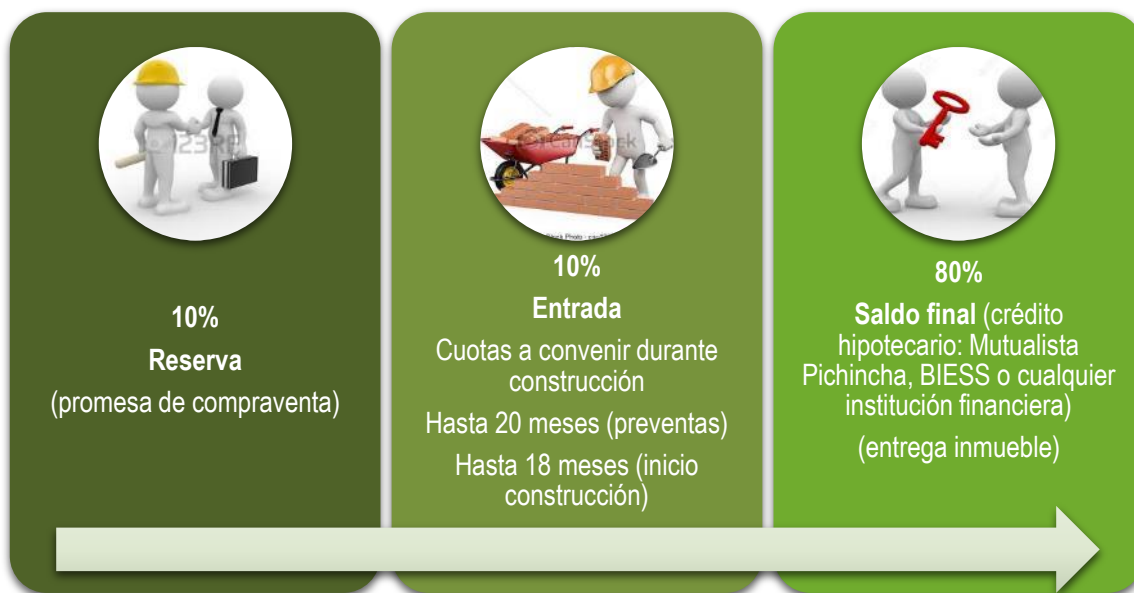 10%
Reserva
(promesa de compraventa)
10%
Entrada
Cuotas a convenir durante
construcción
Hasta 20 meses (preventas)
Hasta 18 meses (inicio
construcción)
80%
Saldo final (crédito
hipotecario: Mutualista
Pichincha, BIESS o cualquier
institución financiera)
(entrega inmueble)